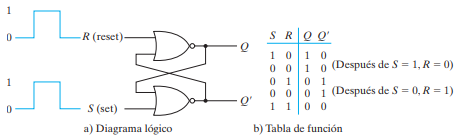 1
0
R (reset)
Q
1
0
S (set)
Q'
a) Diagrama lógico
S R Q Q'
1 0 1 0
0 0 1 0 (Después de S = 1, R = 0)
0 1 0 1
0 0 0 1 (Después de S = 0, R = 1)
1 1 0 0
b) Tabla de función